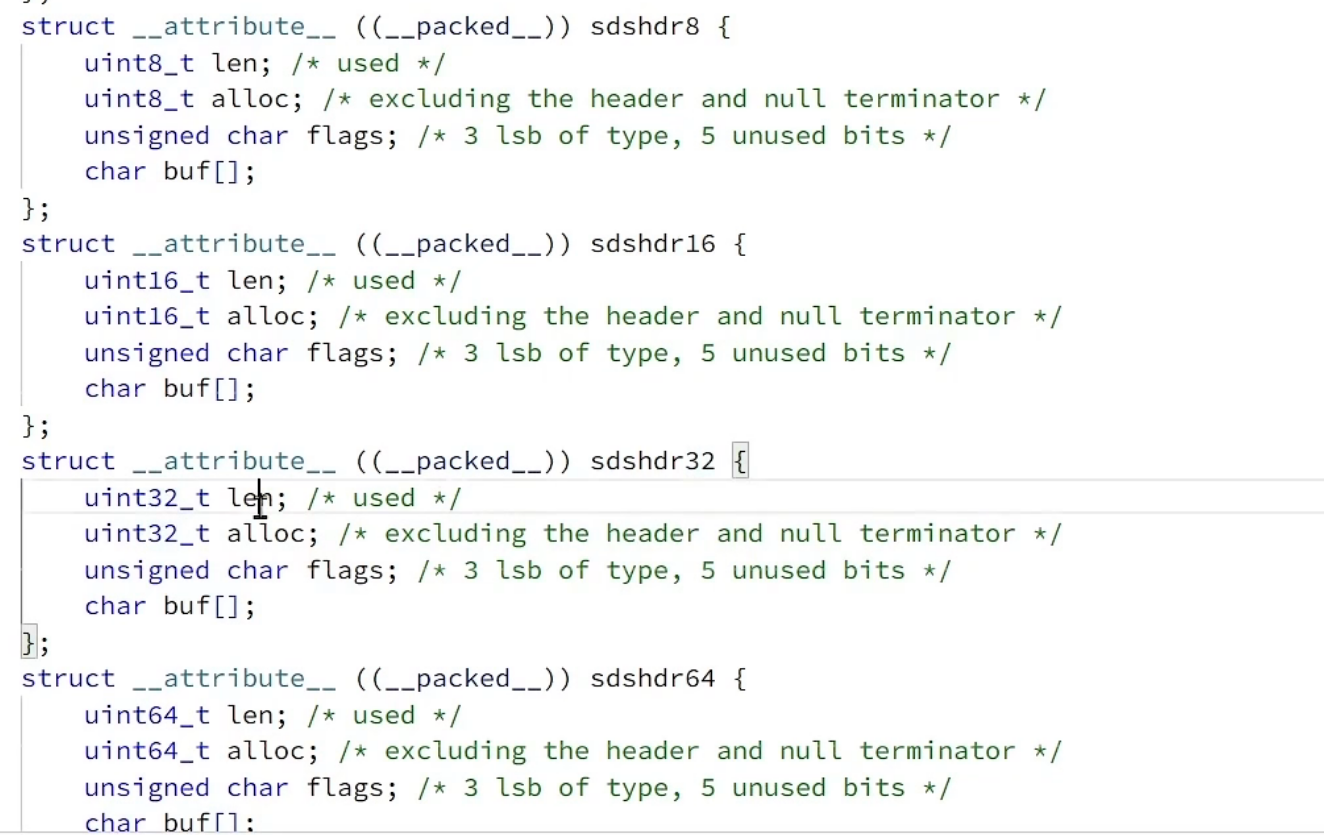 };
struct __attribute__ ((__packed__)) sdshdr8 {
uint8_t len; /* used */
uint8_t alloc; /* excluding the header and null terminator */
unsigned char flags; /* 3 lsb of type, 5 unused bits */
char buf[];
};
struct __attribute__ ((__packed__)) sdshdr16 {
uint16_t len; /* used */
uint16_t alloc; /* excluding the header and null terminator */
unsigned char flags; /* 3 lsb of type, 5 unused bits */
char buf[];
};
struct __attribute__ ((__packed__)) sdshdr32 {
uint32_t len; /* used */
uint32_t alloc; /* excluding the header and null terminator */
unsigned char flags; /* 3 lsb of type, 5 unused bits */
char buf[];
};
struct __attribute__ ((__packed__)) sdshdr64 {
uint64_t len; /* used */
uint64_t alloc; /* excluding the header and null terminator */
unsigned char flags; /* 3 lsb of type, 5 unused bits */
char buf[];